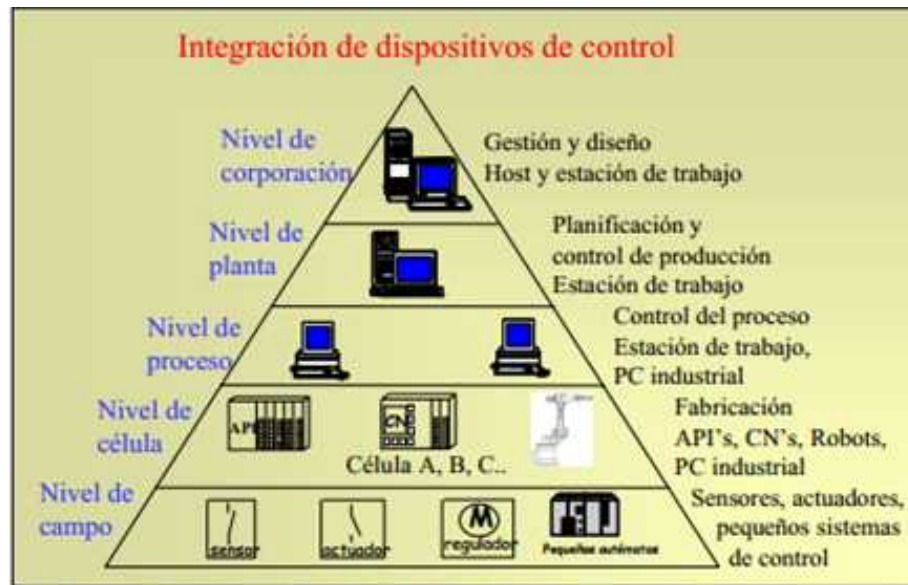 Integración de dispositivos de control
Nivel de
corporación
Gestión y diseño
Host y estación de trabajo
Nivel de
planta
Planificación y
control de producción
Estación de trabajo
Nivel de
proceso
Control del proceso
Estación de trabajo,
PC industrial
Nivel de
célula
API
CN
Célula A, B, C..
Fabricación
API's, CN's, Robots,
PC industrial
Nivel de
campo
sensor
actuador
M
regulador
Pequeños autómatas
Sensores, actuadores,
pequeños sistemas
de control